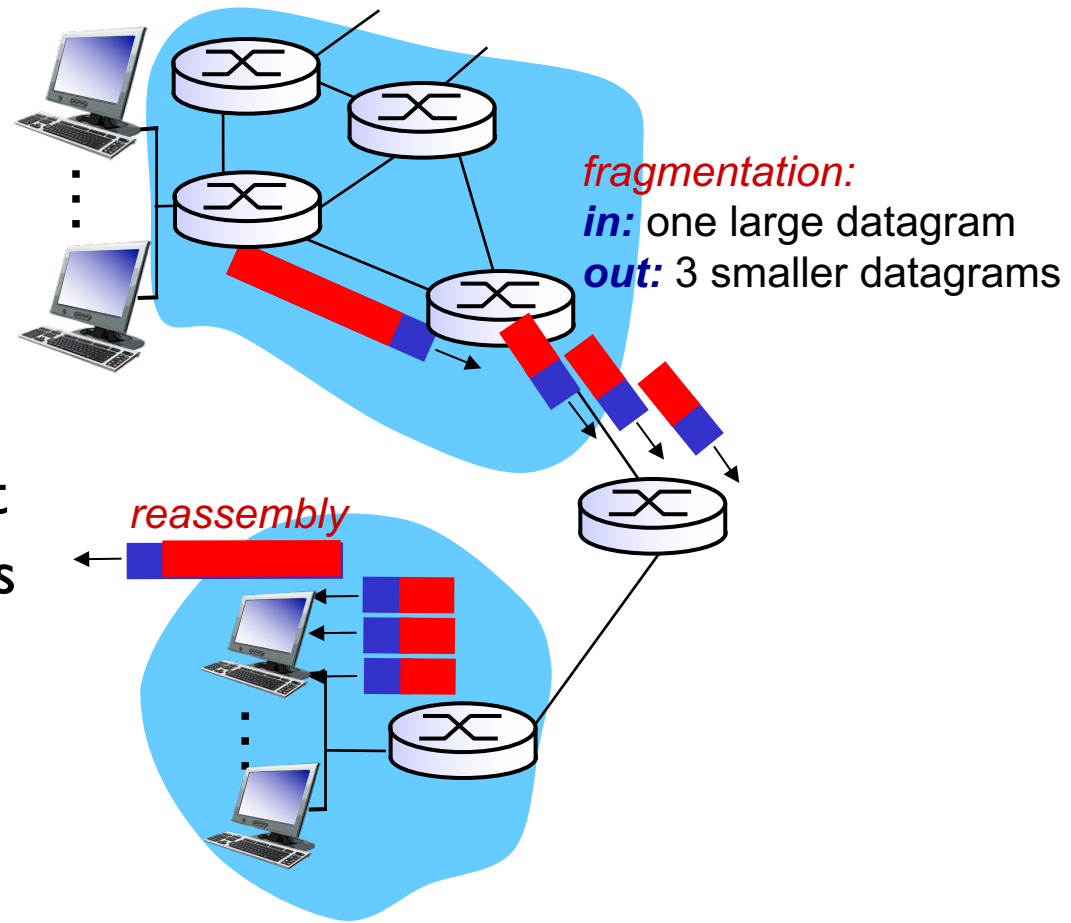 fragmentation:
in: one large datagram
out: 3 smaller datagrams
t
reassembly
s